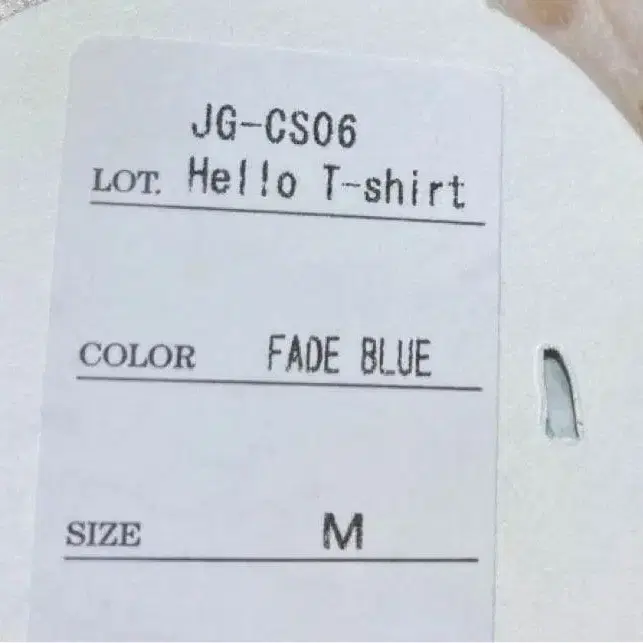 JG-CS06
LOT. Hello T-shirt
COLOR FADE BLUE
SIZE M